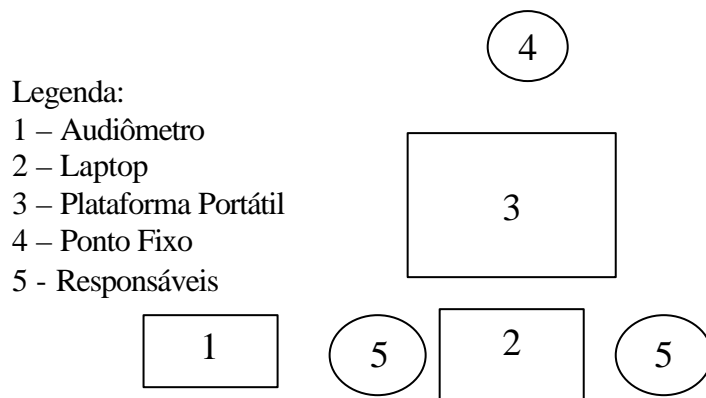 4
Legenda:
1 – Audiômetro
2 – Laptop
3 – Plataforma Portátil
4 – Ponto Fixo
5 - Responsáveis
3
1
5
2
5